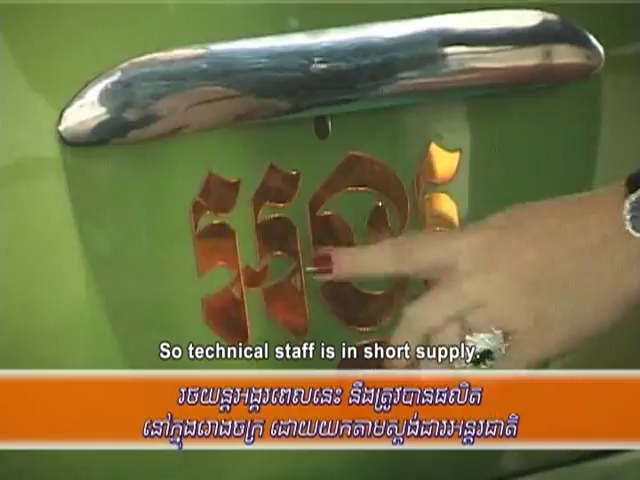 អង្គរ
So technical staff is in short supply.
រថយន្តអង្គរពេលនេះ នឹងត្រូវបានផលិត
នៅក្នុងរោងចក្រ ដោយយកតាមស្តង់ដារអន្តរជាតិ